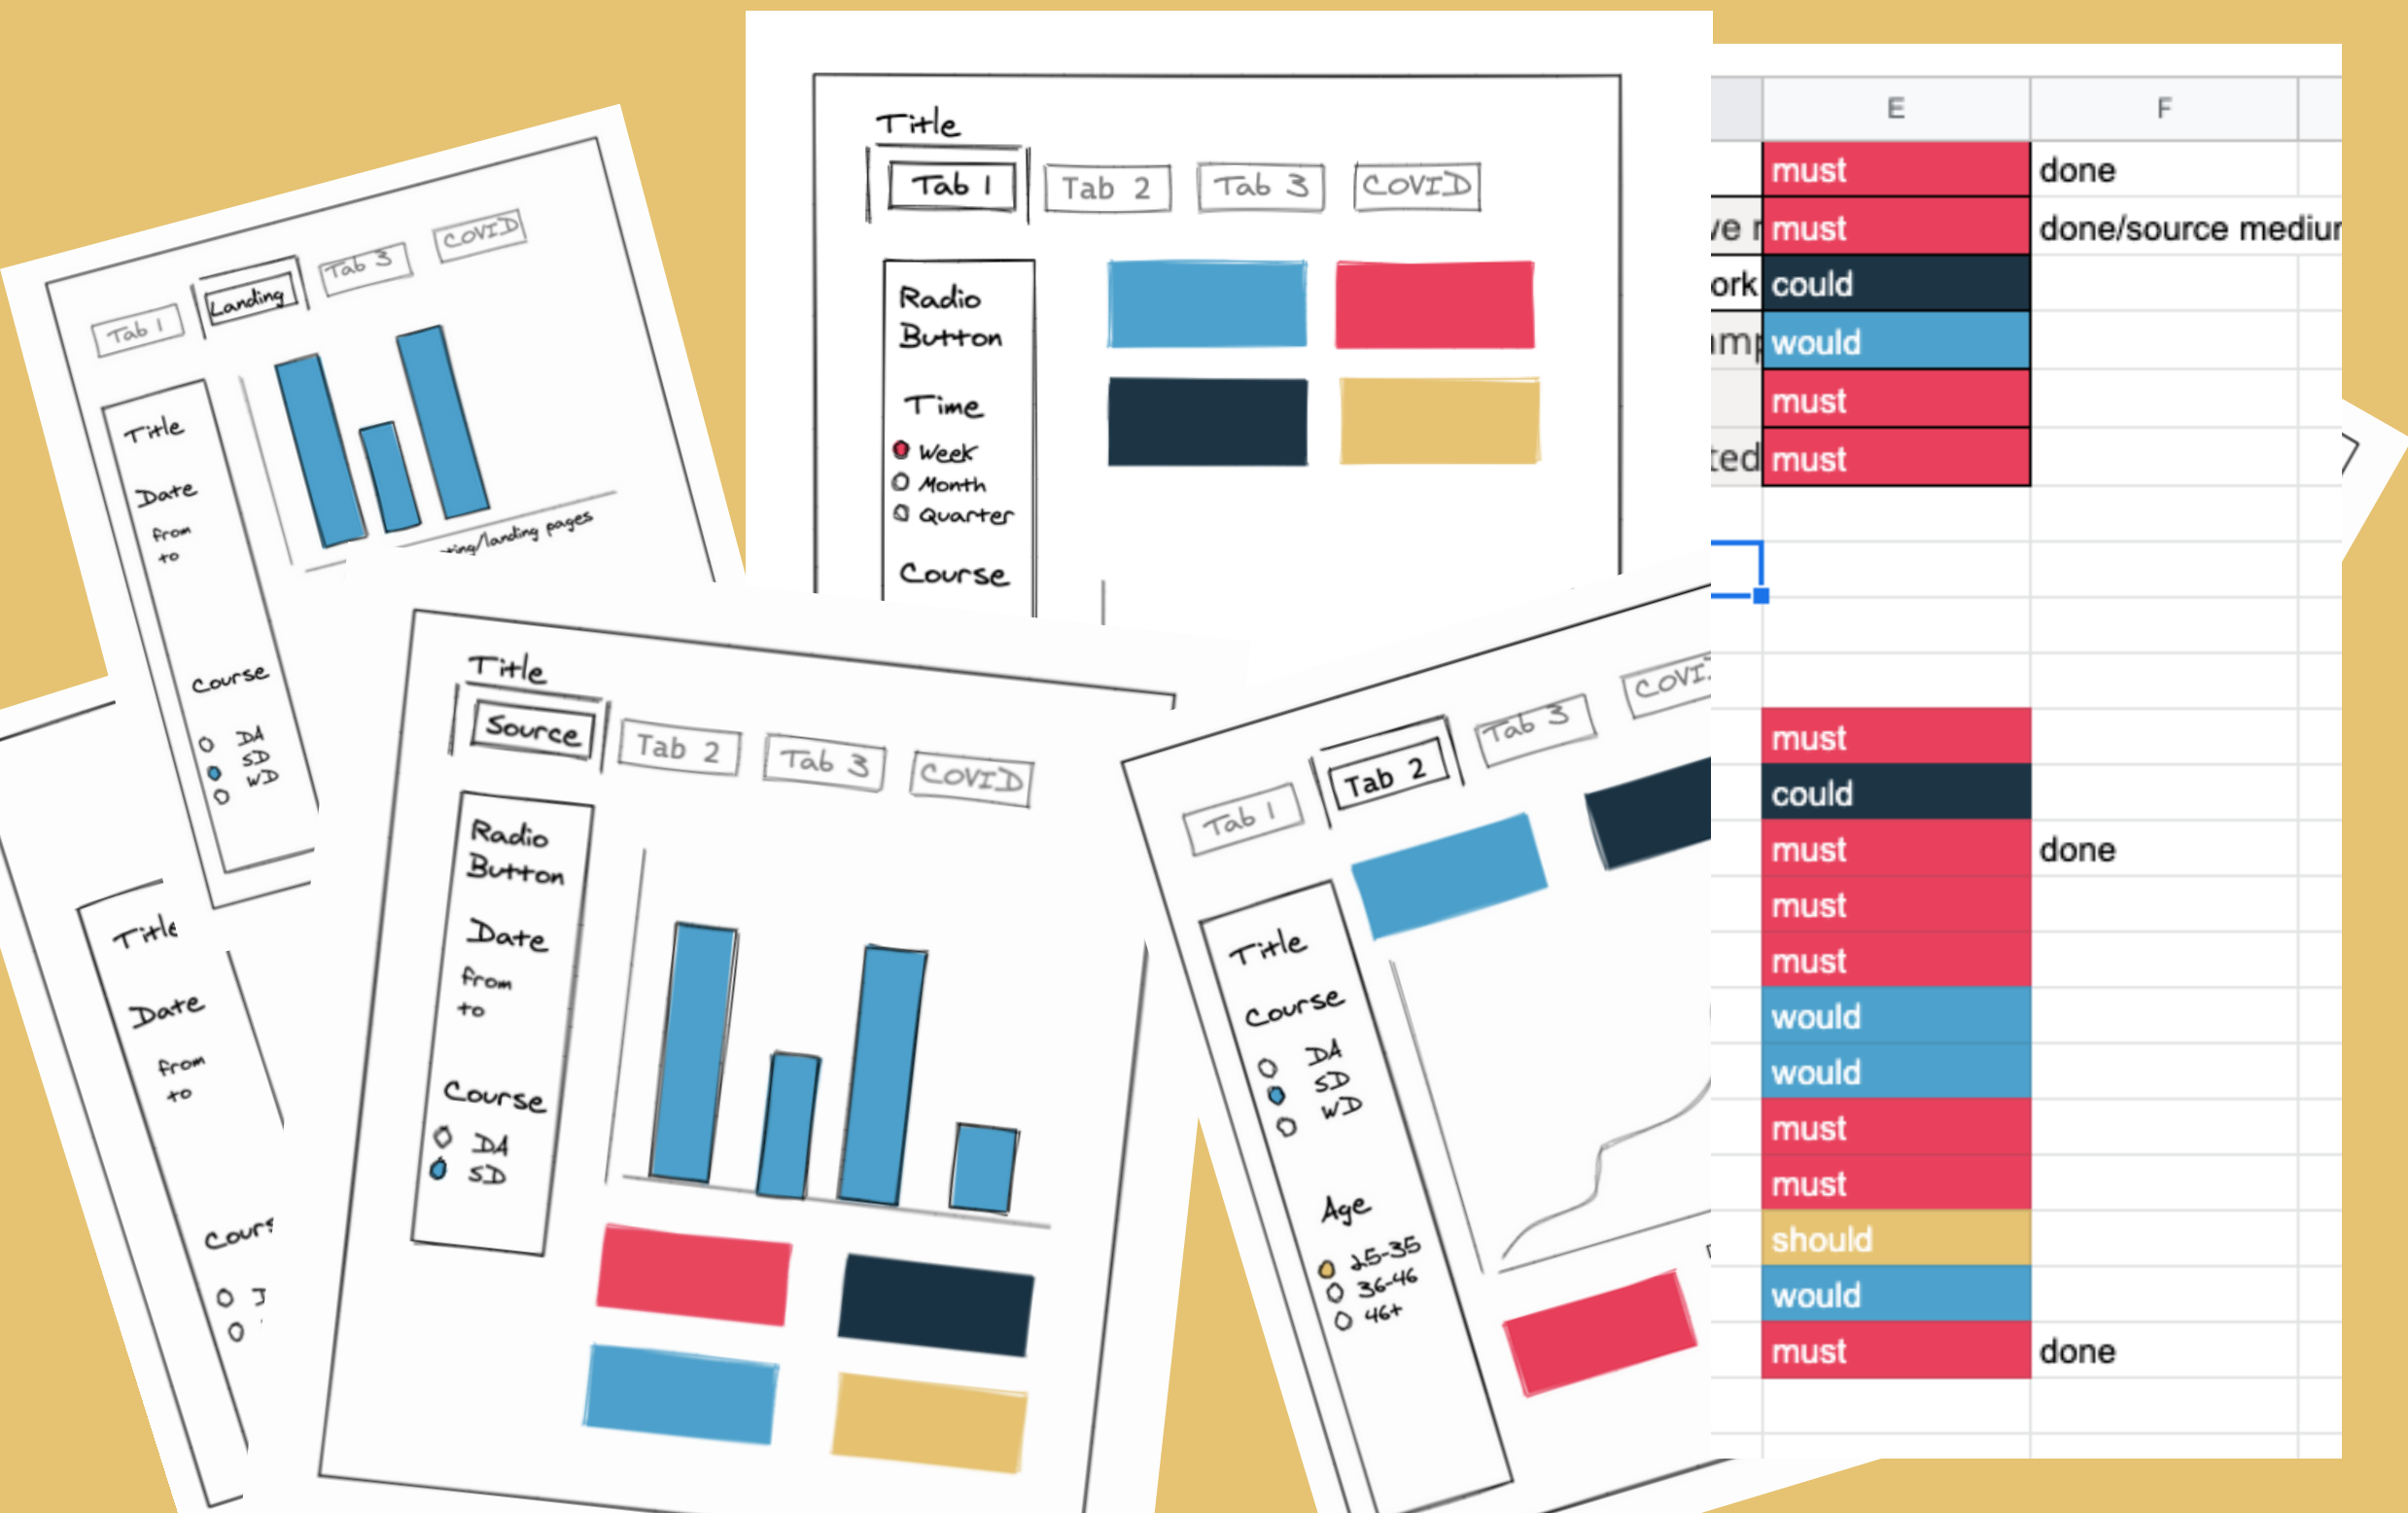 Tab 1
Landing
Tab 3
COVID
Title
Date
from
to
Course
DA
SD
WD
landing pages
Title
Tab 1
Tab 2
Tab 3
COVID
Radio
Button
Time
Week
Month
Quarter
Course
Title
Date
from
to
Title
Source
Tab 2
Tab 3
COVID
Radio
Button
Date
from
to
Course
DA
SD
Tab 1
Tab 2
Tab 3
Title
Course
DA
SD
WD
Age
25-35
36-46
46+
E F
must done
must done/source
could
would
must
must
must
could
must done
must
must
would
would
must
must
should
would
must done